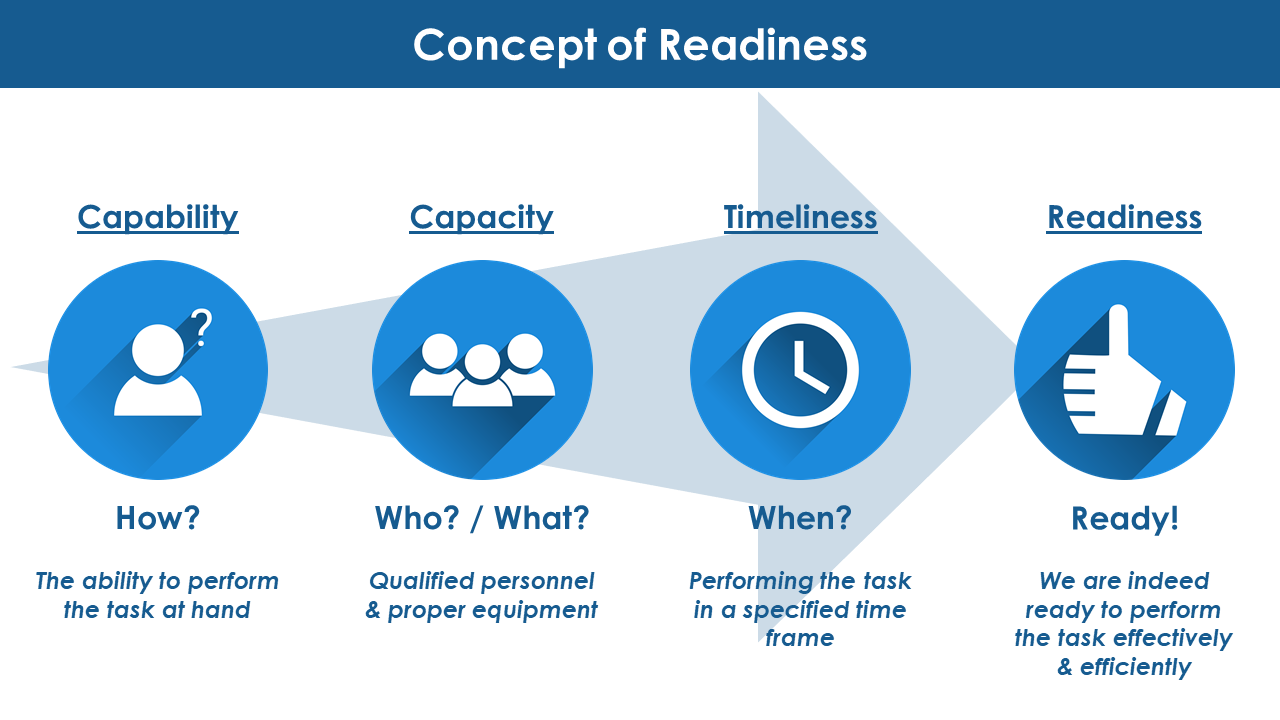 Concept of Readiness
Capability
Capacity
Timeliness
Readiness
?
How?
Who? / What?
When?
Ready!
The ability to perform
the task at hand
Qualified personnel
& proper equipment
Performing the task
in a specified time
frame
We are indeed
ready to perform
the task effectively
& efficiently